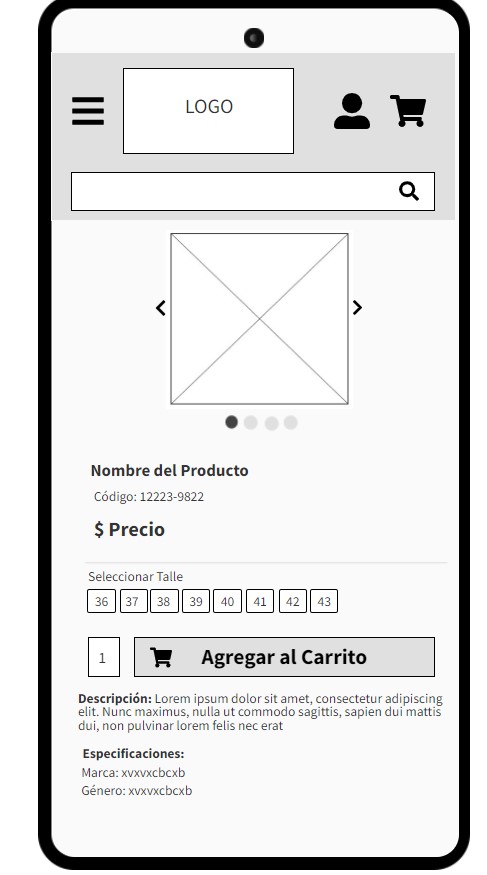 LOGO
Nombre del Producto
Código: 12223-9822
$ Precio
Seleccionar Talle
36 37 38 39 40 41 42 43
1 Agregar al Carrito
Descripción: Lorem ipsum dolor sit amet, consectetur adipiscing
elit. Nunc maximus, nulla ut commodo sagittis, sapien dui mattis
dui, non pulvinar lorem felis nec erat
Especificaciones:
Marca: xvxvxcbcxb
Género: xvxvxcbcxb